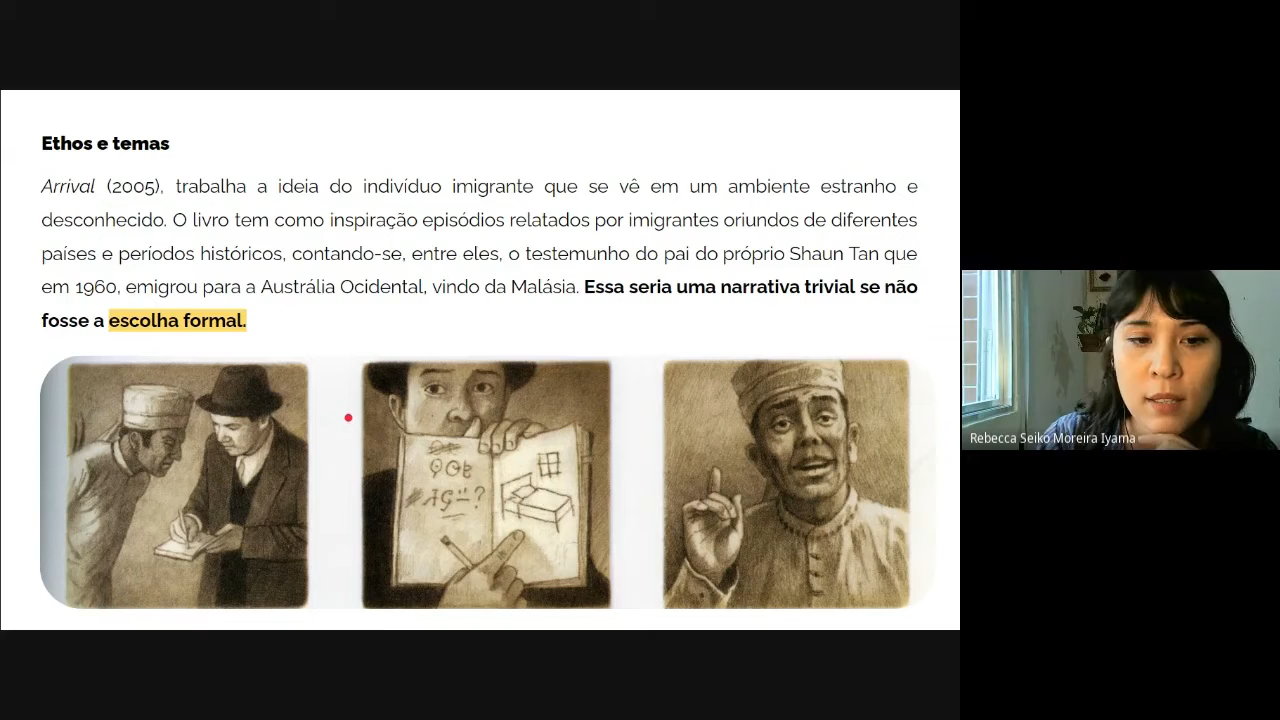 Ethos e temas
Arrival (2005), trabalha a ideia do indivíduo imigrante que se vê em um ambiente estranho e
desconhecido. O livro tem como inspiração episódios relatados por imigrantes oriundos de diferentes
países e períodos históricos, contando-se, entre eles, o testemunho do pai do próprio Shaun Tan que
em 1960, emigrou para a Austrália Ocidental, vindo da Malásia. Essa seria uma narrativa trivial se não
fosse a escolha formal.
Rebecca Seiko Moreira Iyama